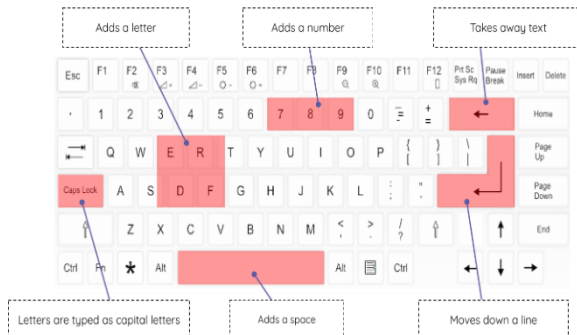 Adds a letter
Adds a number
Takes away text
Esc F1 F2 F3 F4 F5 F6 F7 F8 F9 F10 F11 F12 Prt Sc Sys Rq Pause Break Insert Delete
1 2 3 4 5 6 7 8 9 0 - = + = ← Home
Q W E R T Y U I O P { [ } ] | \ Page Up
Caps Lock A S D F G H J K L : ; " Page Down
⇧ Z X C V B N M < , > . / ? ⇧ ↑ End
Ctrl Fn * Alt Alt Ctrl ← ↓ →
Letters are typed as capital letters
Adds a space
Moves down a line